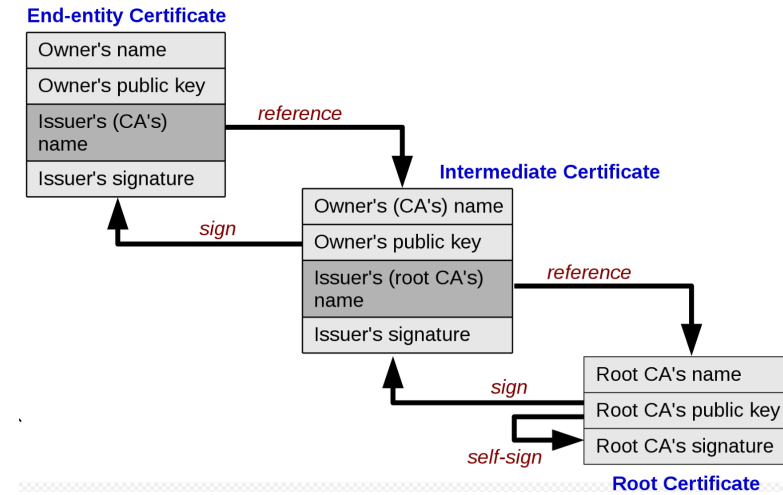 End-entity Certificate
Owner's name
Owner's public key
Issuer's (CA's)
name
Issuer's signature
reference
sign
Intermediate Certificate
Owner's (CA's) name
Owner's public key
Issuer's (root CA's)
name
Issuer's signature
reference
sign
self-sign
Root CA's name
Root CA's public key
Root CA's signature
Root Certificate